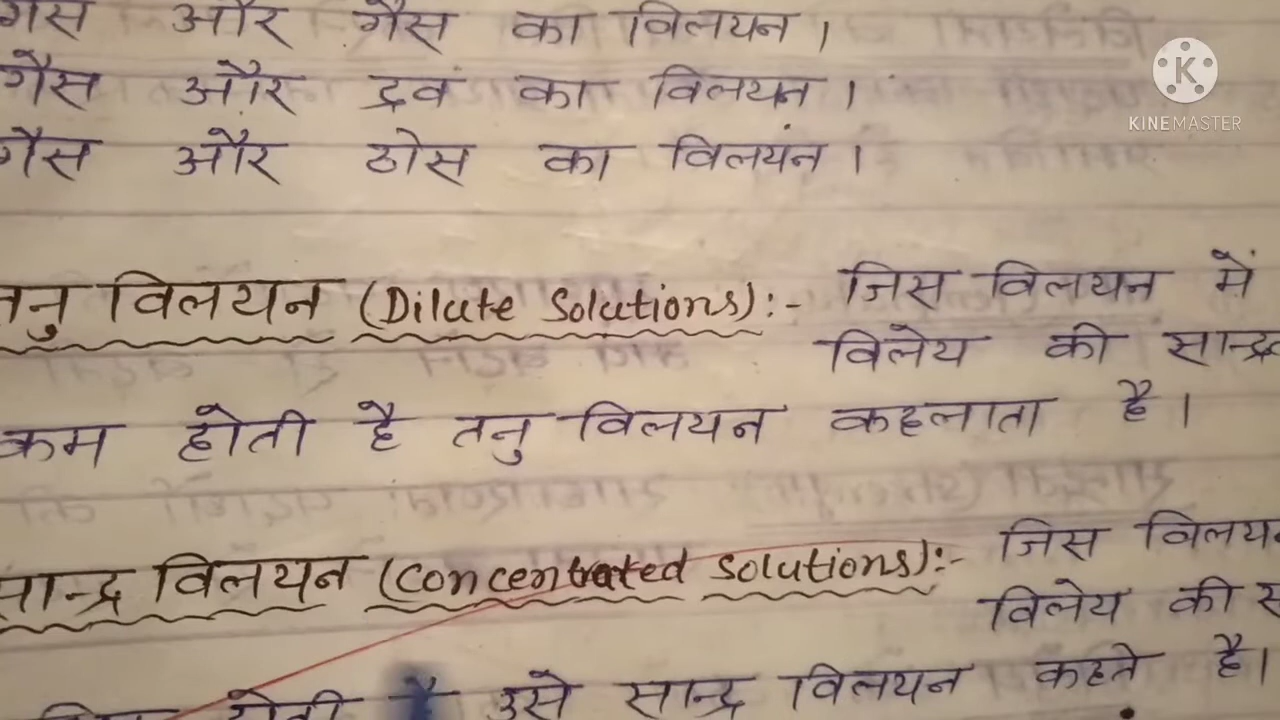 गैस और गैस का विलयन।
गैस और द्रव का विलयन।
गैस और ठोस का विलयन।
तनु विलयन (Dilute Solutions):- जिस विलयन में
विलेय की
कम होती है तनु विलयन कहलाता है।
सान्द्र विलयन (Concentrated Solutions):- जिस
विलेय की
होती है उसे सान्द्र विलयन कहते है।
K
KINEMASTER